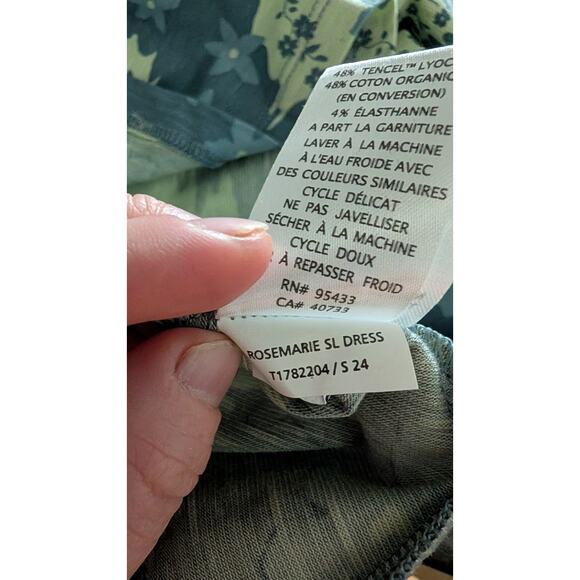 48% TENCEL™ LYOC
48% COTON ORGANIC
(EN CONVERSION)
4% ÉLASTHANNE
A PART LA GARNITURE
LAVER À LA MACHINE
À L'EAU FROIDE AVEC
DES COULEURS SIMILAIRES
CYCLE DÉLICAT
NE PAS JAVELLISER
SÉCHER À LA MACHINE
CYCLE DOUX
À REPASSER FROID
RN# 95433
CA# 40733
ROSEMARIE SL DRESS
T1782204 / S 24